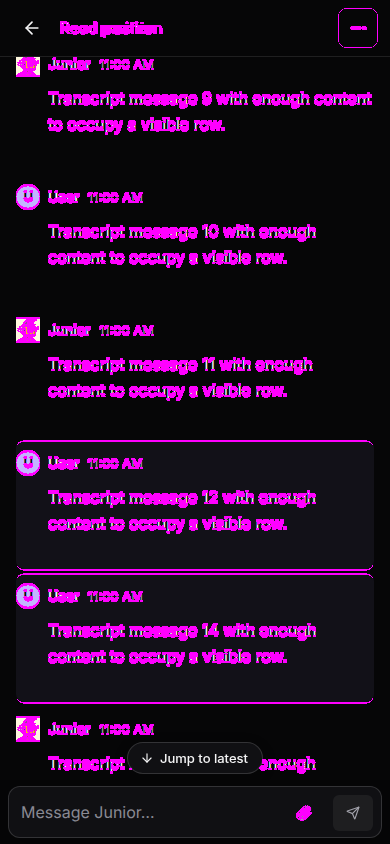 Read position
Junior 11:00 AM
Transcript message 9 with enough content
to occupy a visible row.
User 11:00 AM
Transcript message 10 with enough
content to occupy a visible row.
Junior 11:00 AM
Transcript message 11 with enough
content to occupy a visible row.
User 11:00 AM
Transcript message 12 with enough
content to occupy a visible row.
User 11:00 AM
Transcript message 14 with enough
content to occupy a visible row.
Junior 11:00 AM
Transcript enough
Jump to latest
Message Junior...